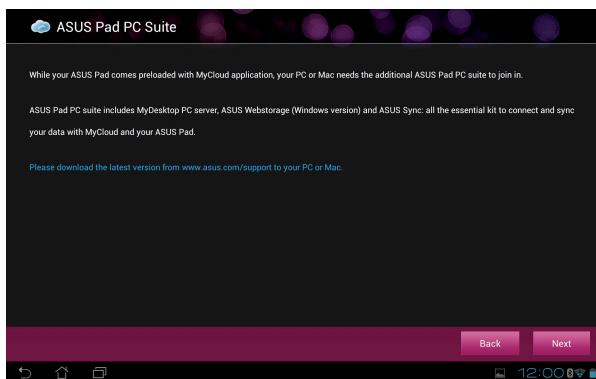 ASUS Pad PC Suite
While your ASUS Pad comes preloaded with MyCloud application, your PC or Mac needs the additional ASUS Pad PC suite to join in.
ASUS Pad PC suite includes MyDesktop PC server, ASUS Webstorage (Windows version) and ASUS Sync: all the essential kit to connect and sync
your data with MyCloud and your ASUS Pad.
Please download the latest version from www.asus.com/support to your PC or Mac.
Back Next
12:00